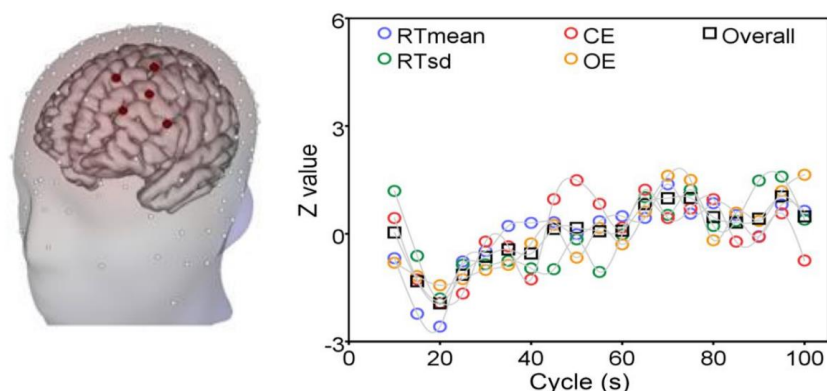 6
3
0
-3
Z value
RTmean
CE
Overall
RTsd
OE
0
20
40
60
80
100
Cycle (s)